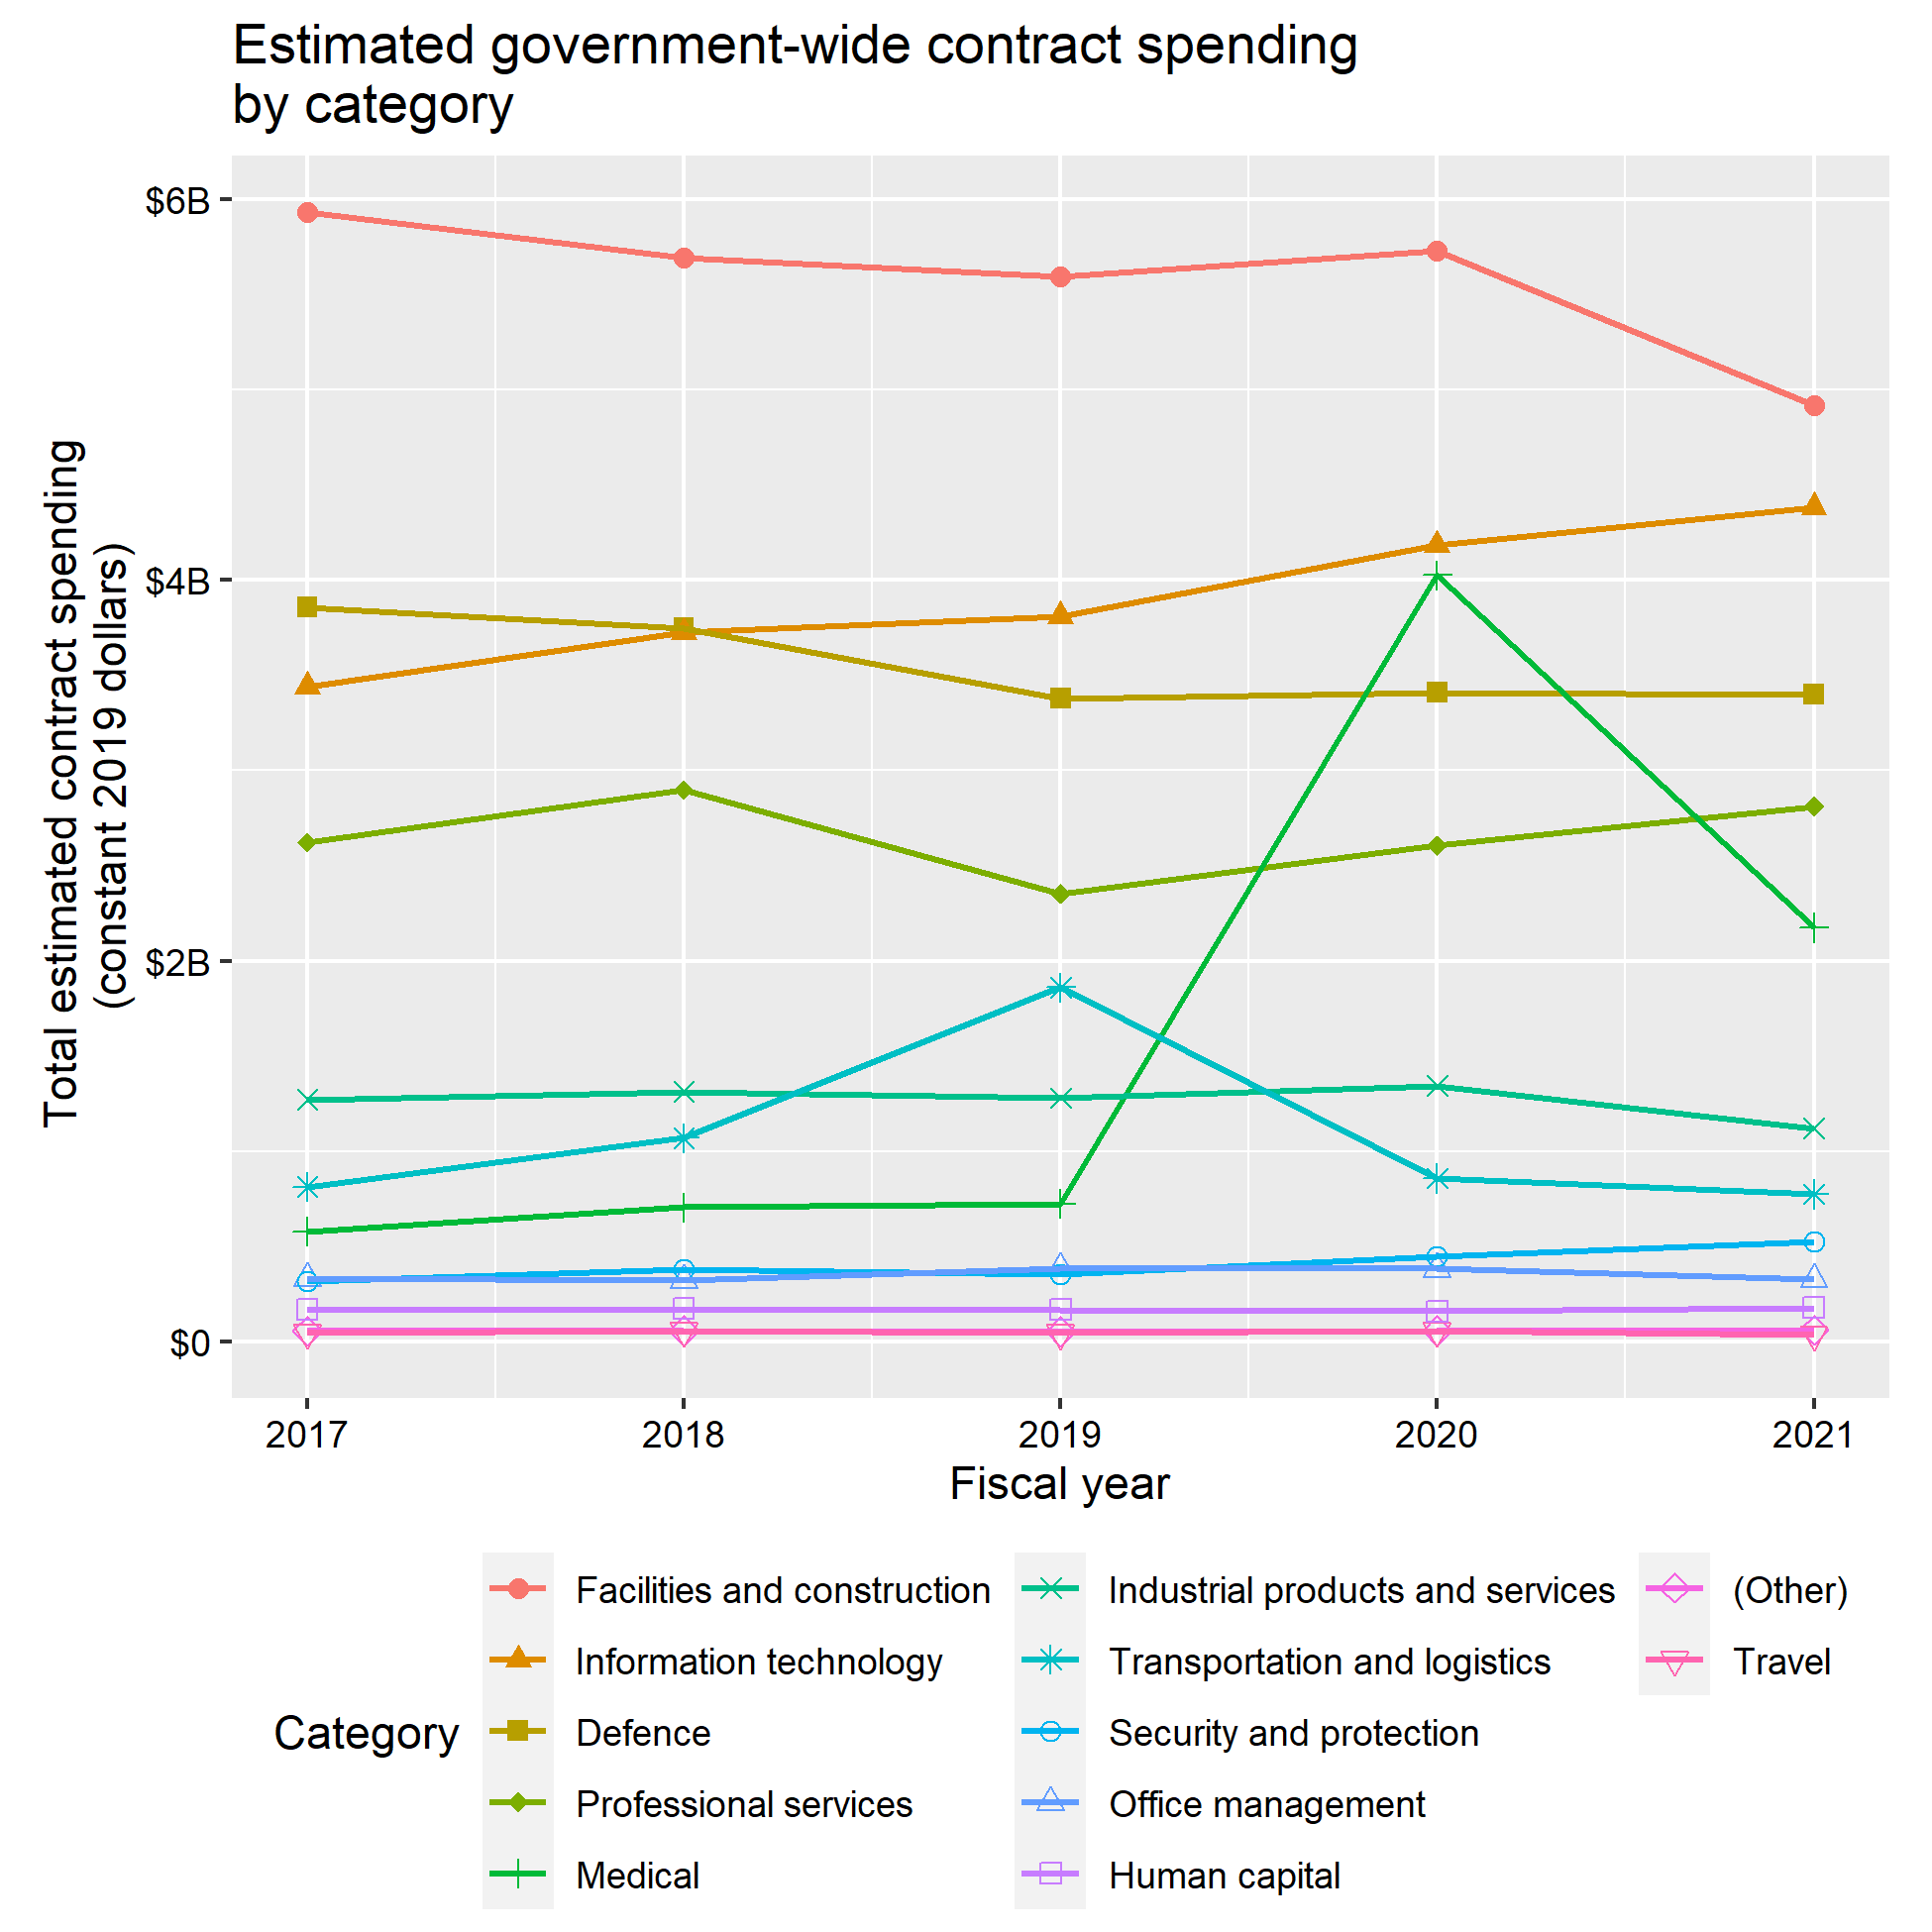 Estimated government-wide contract spending
by category
Total estimated contract spending
(constant 2019 dollars)
$6B
$4B
$2B
$0
2017 2018 2019 2020 2021
Fiscal year
Category
Facilities and construction
Information technology
Defence
Professional services
Medical
Industrial products and services
Transportation and logistics
Security and protection
Office management
Human capital
(Other)
Travel